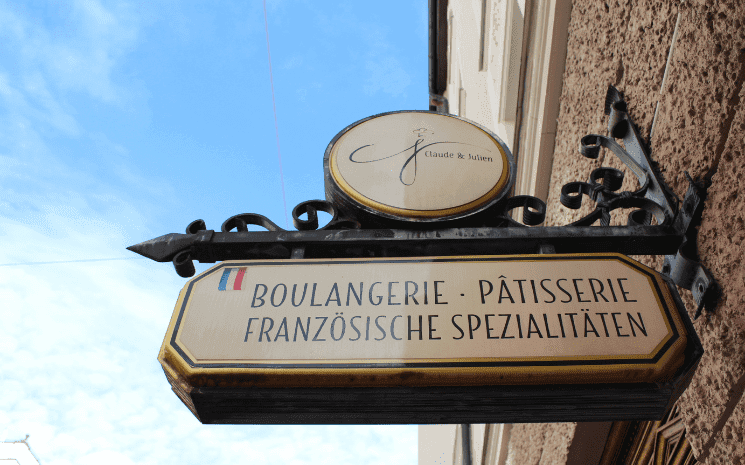 Claude & Julien
BOULANGERIE · PÂTISSERIE
FRANZÖSISCHE SPEZIALITÄTEN